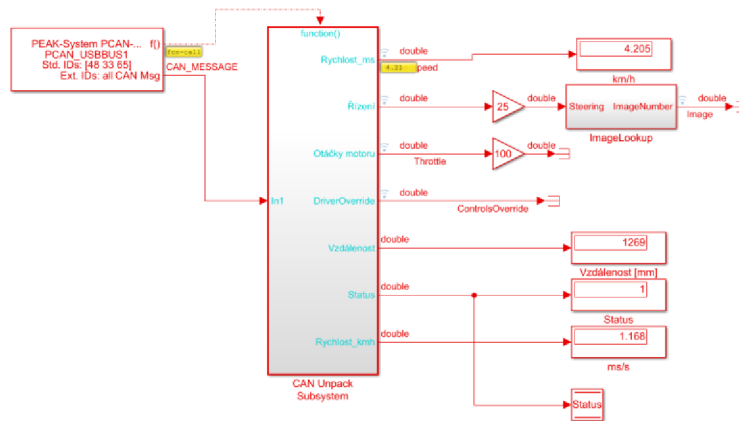 function()
PEAK-System PCAN-... f()
PCAN_USBBUS1
Std. IDs: [48 33 65]
Ext. IDs: all CAN Msg
fcn-call
CAN_MESSAGE
Rychlost_ms
double
4.21
peed
4.205
km/h
Řízení
double
25
double
Steering ImageNumber
double
Image
ImageLookup
Otáčky motoru
double
Throttle
100
double
In1
DriverOverride
double
ControlsOverride
Vzdálenost
double
1269
Vzdálenost [mm]
Status
double
1
Status
Rychlost_kmh
double
1.168
ms/s
CAN Unpack
Subsystem
Status